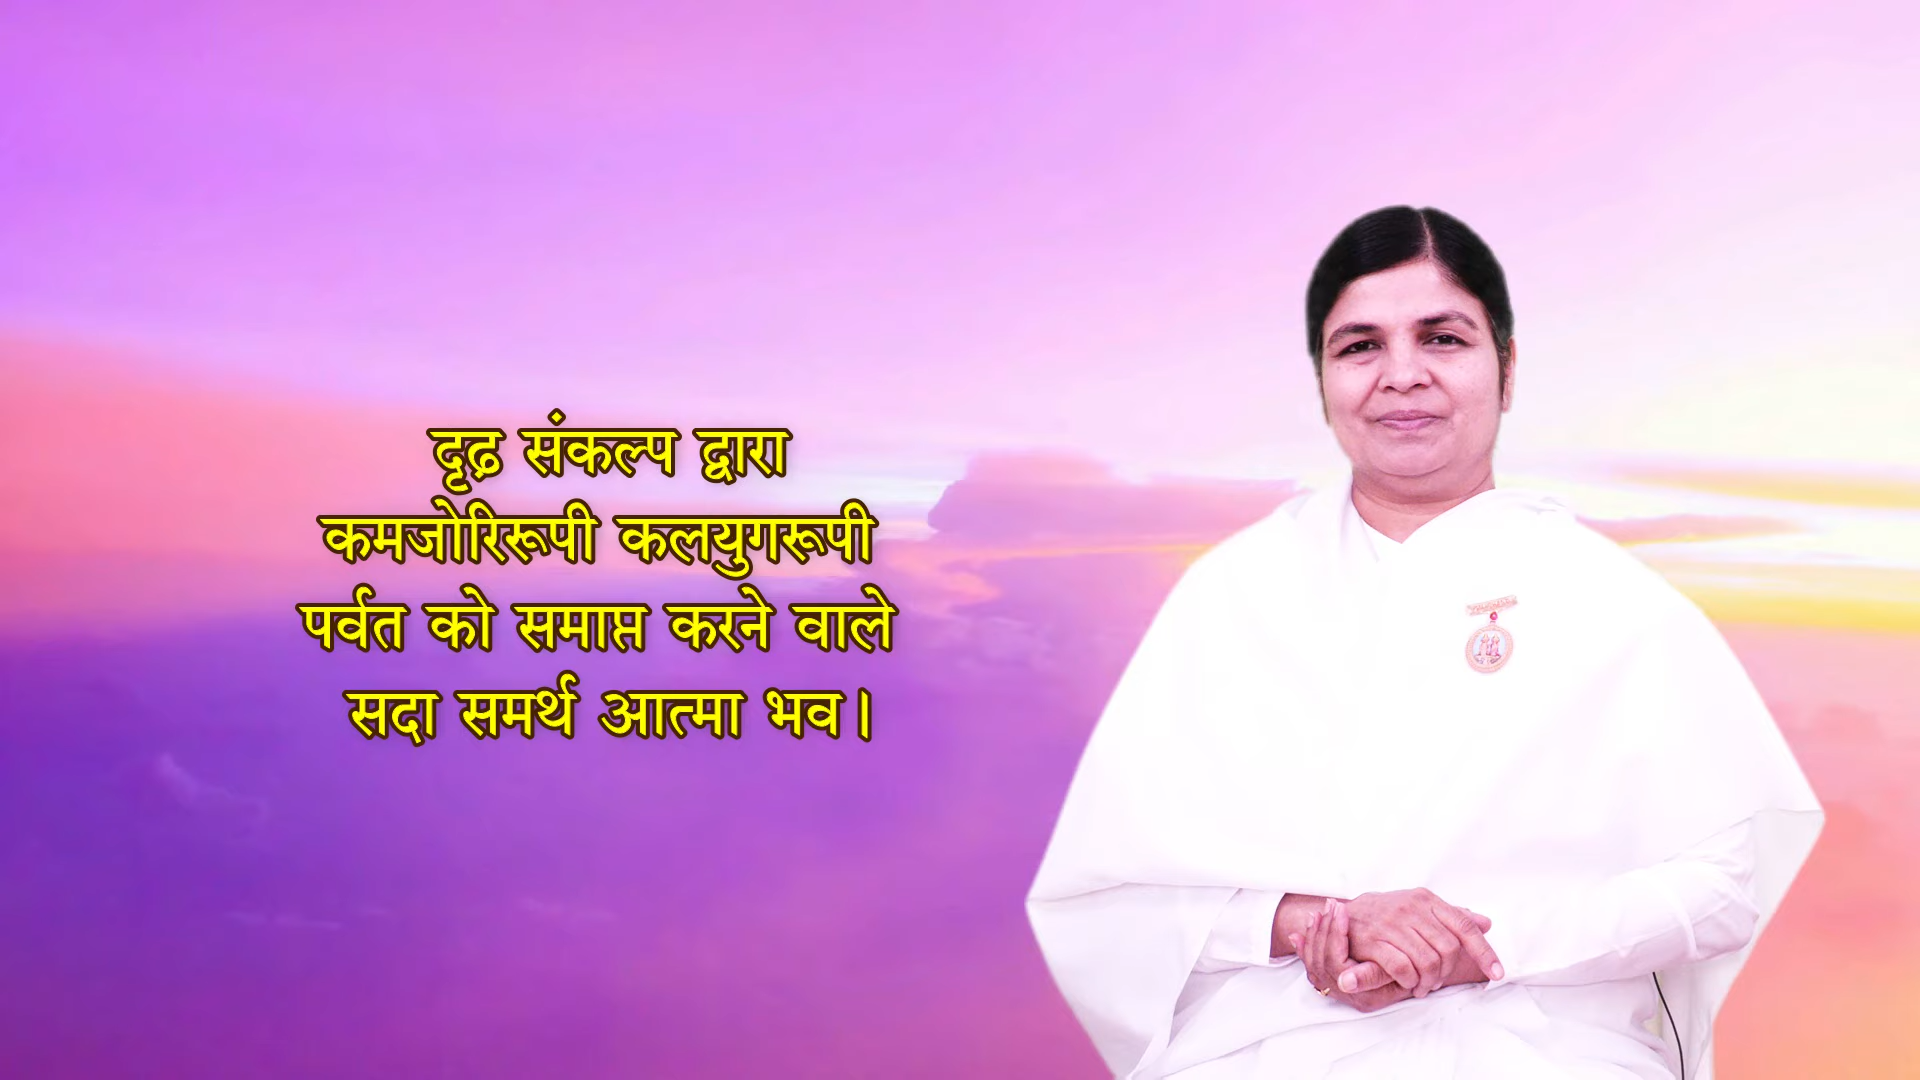 दृढ़ संकल्प द्वारा
कमजोरिरूपी कलयुगरूपी
पर्वत को समाप्त करने वाले
सदा समर्थ आत्मा भव।